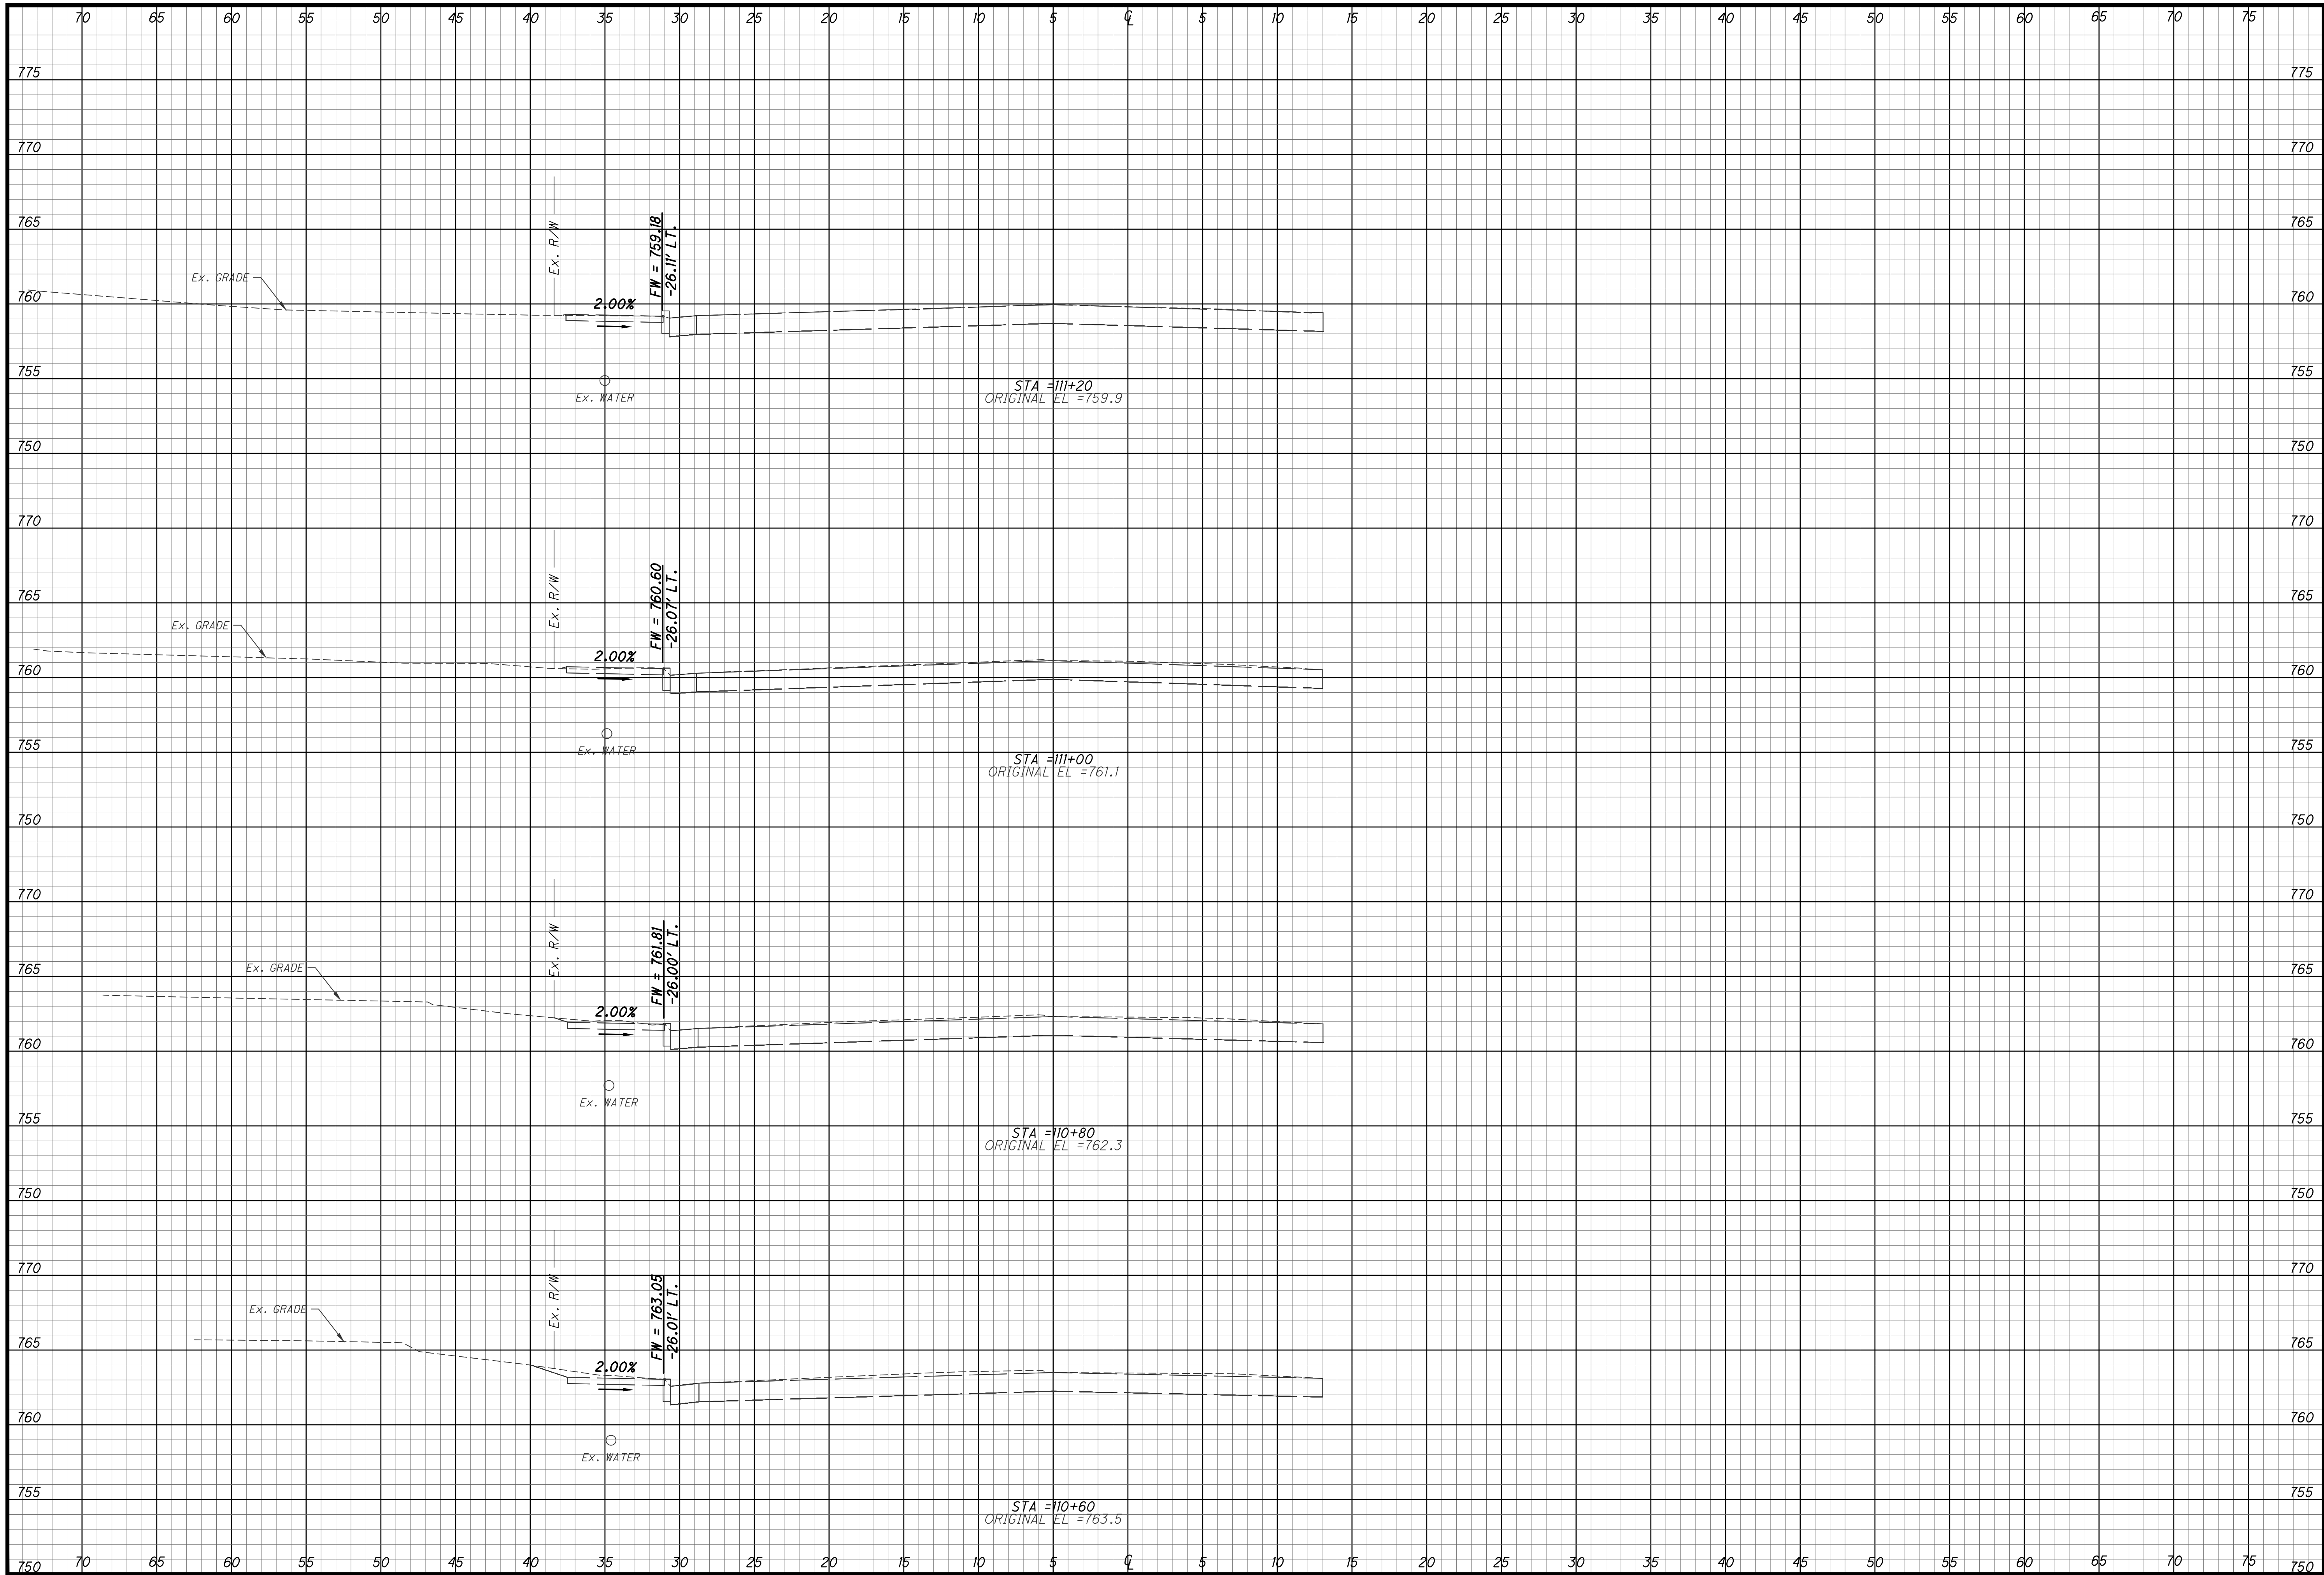 70 65 60 55 50 45 40 35 30 25 20 15 10 5 ℄ 5 10 15 20 25 30 35 40 45 50 55 60 65 70 75
775 775
770 770
765 765
Ex. R/W
FW = 759.18
-26.11' LT.
Ex. GRADE
760 2.00% 760
755 755
Ex. WATER
STA =111+20
ORIGINAL EL =759.9
750 750
770 770
765 765
Ex. R/W
FW = 760.60
-26.07' LT.
Ex. GRADE
2.00%
760 760
755 755
Ex. WATER
STA =111+00
ORIGINAL EL =761.1
750 750
770 770
Ex. R/W
FW = 761.81
-26.00' LT.
765 765
Ex. GRADE
2.00%
760 760
Ex. WATER
755 755
STA =110+80
ORIGINAL EL =762.3
750 750
770 770
Ex. R/W
FW = 763.05
-26.01' LT.
Ex. GRADE
765 765
2.00%
760 760
Ex. WATER
755 755
STA =110+60
ORIGINAL EL =763.5
750 70 65 60 55 50 45 40 35 30 25 20 15 10 5 ℄ 5 10 15 20 25 30 35 40 45 50 55 60 65 70 75 750